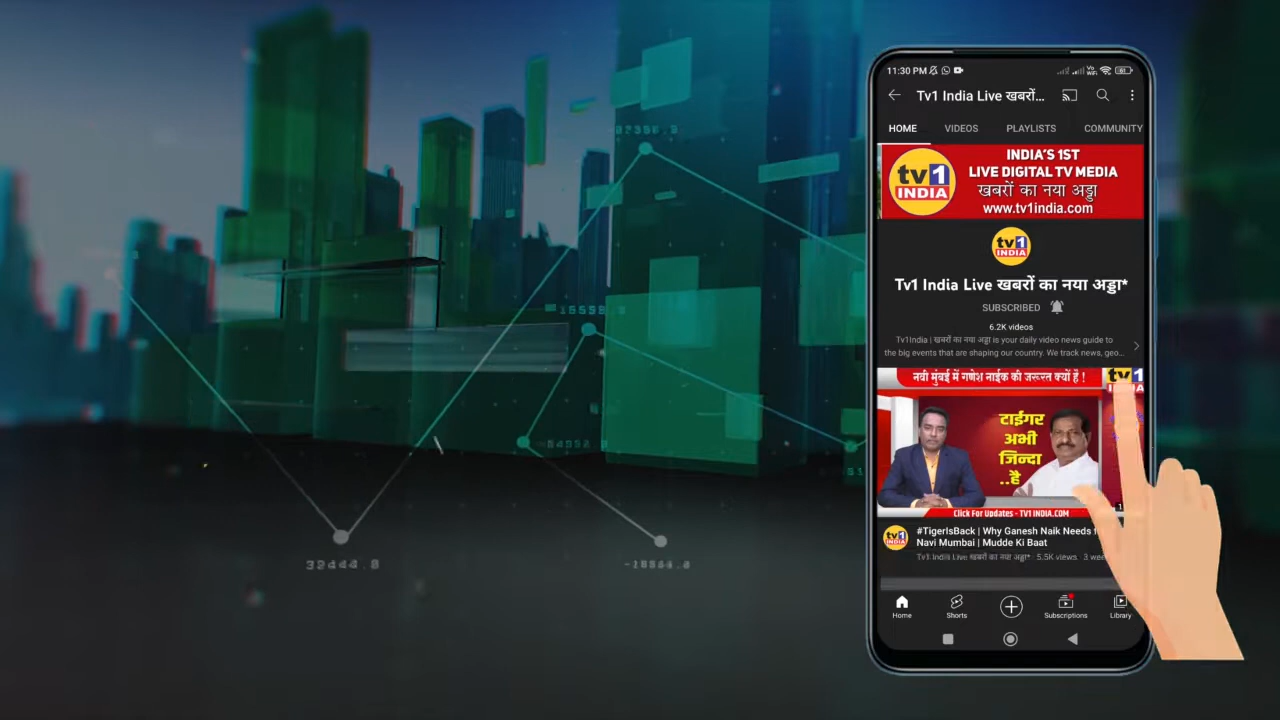 11:30 PM
Tv1 India Live खबरों...
HOME VIDEOS PLAYLISTS COMMUNITY
tv1
INDIA
INDIA'S 1ST
LIVE DIGITAL TV MEDIA
खबरों का नया अड्डा
www.tv1india.com
tv1
INDIA
Tv1 India Live खबरों का नया अड्डा*
SUBSCRIBED
6.2K videos
Tv1India | खबरों का नया अड्डा is your daily video news guide to
the big events that are shaping our country. We track news, geo...
नवी मुंबई में गणेश नाईक की जरूरत क्यों हैं !
tv1
टाईगर
अभी
जिन्दा
..है
Click For Updates - TV1 INDIA.COM
tv1
INDIA
#TigerIsBack | Why Ganesh Naik Needs
Navi Mumbai | Mudde Ki Baat
Tv1 India Live खबरों का नया अड्डा* · 5.5K views · 3
Home Shorts Subscriptions Library